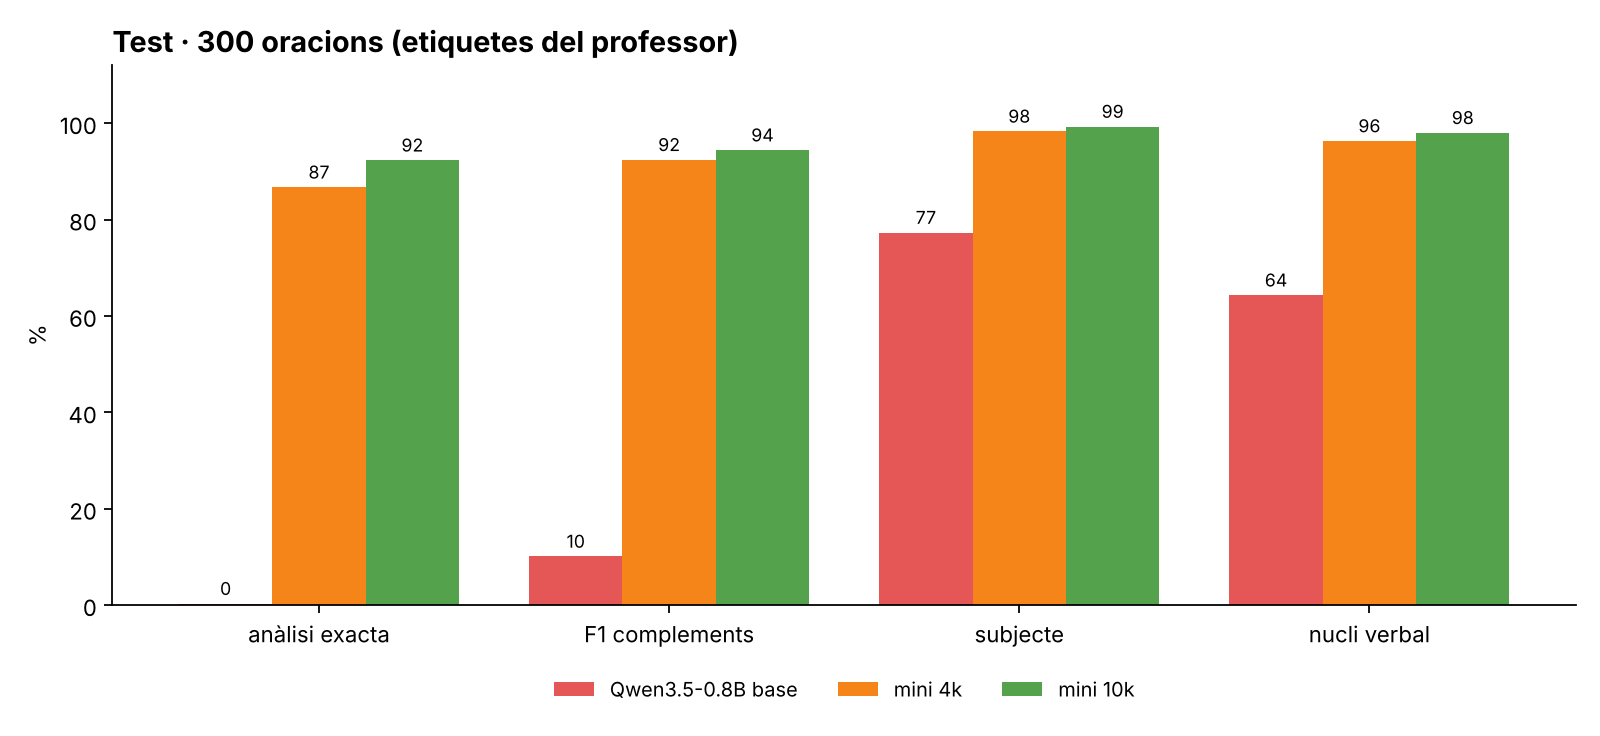 Test · 300 oracions (etiquetes del professor)
%
100
80
60
40
20
0
0
87
92
10
92
94
77
98
99
64
96
98
anàlisi exacta
F1 complements
subjecte
nucli verbal
Qwen3.5-0.8B base
mini 4k
mini 10k